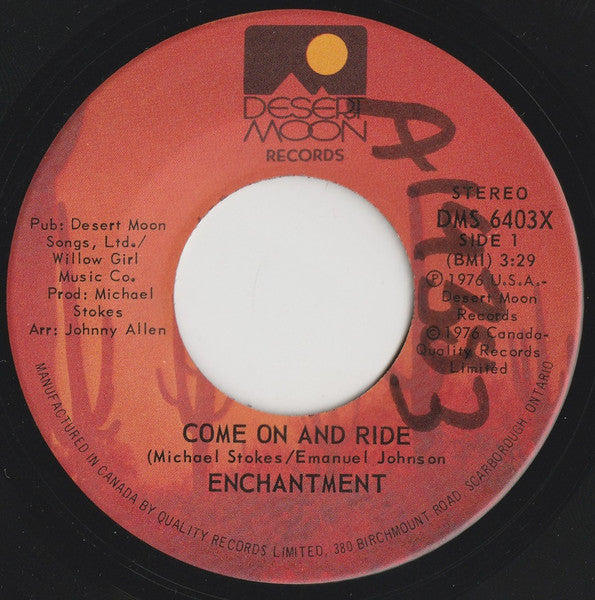 DESERT
MOON
RECORDS
STEREO
DMS 6403X
SIDE 1
(BMI) 3:29
Ⓟ 1976 U.S.A.-
Desert Moon
Records
© 1976 Canada-
Quality Records
Limited
Pub: Desert Moon
Songs, Ltd./
Willow Girl
Music Co.
Prod: Michael
Stokes
Arr: Johnny Allen
COME ON AND RIDE
(Michael Stokes/Emanuel Johnson
ENCHANTMENT
MANUFACTURED IN CANADA BY QUALITY RECORDS LIMITED, 380 BIRCHMOUNT ROAD SCARBOROUGH, ONTARIO